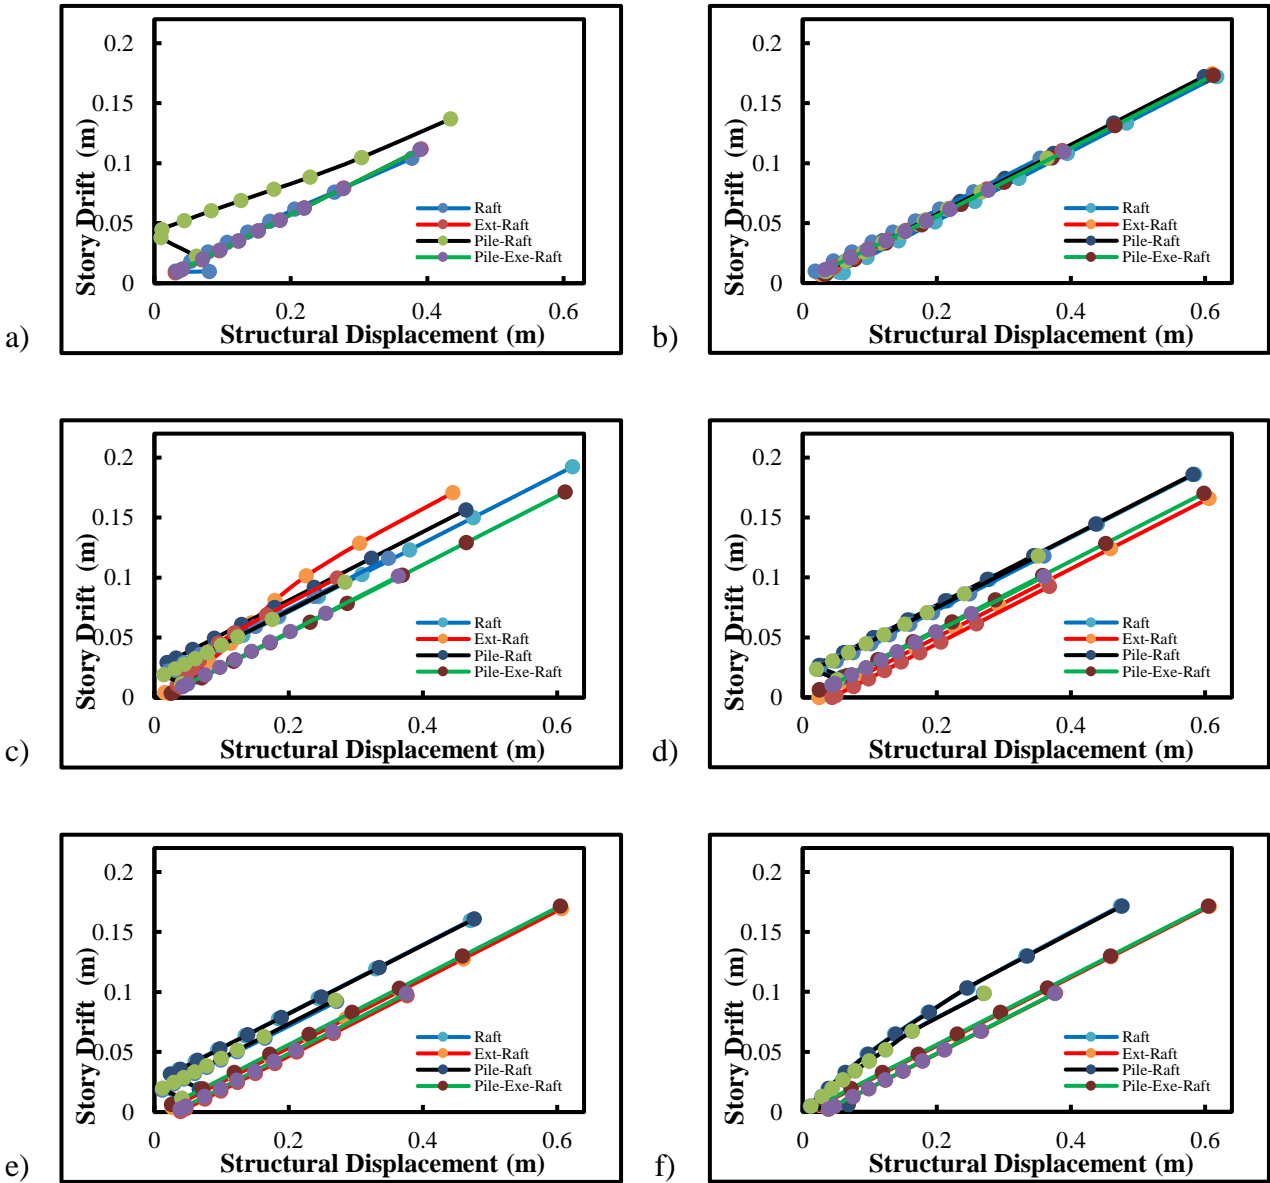 a)
Story Drift (m)
0.2
0.15
0.1
0.05
0
0 0.2 0.4 0.6
Structural Displacement (m)
Raft
Ext-Raft
Pile-Raft
Pile-Exe-Raft
b)
Story Drift (m)
0.2
0.15
0.1
0.05
0
0 0.2 0.4 0.6
Structural Displacement (m)
Raft
Ext-Raft
Pile-Raft
Pile-Exe-Raft
c)
Story Drift (m)
0.2
0.15
0.1
0.05
0
0 0.2 0.4 0.6
Structural Displacement (m)
Raft
Ext-Raft
Pile-Raft
Pile-Exe-Raft
d)
Story Drift (m)
0.2
0.15
0.1
0.05
0
0 0.2 0.4 0.6
Structural Displacement (m)
Raft
Ext-Raft
Pile-Raft
Pile-Exe-Raft
e)
Story Drift (m)
0.2
0.15
0.1
0.05
0
0 0.2 0.4 0.6
Structural Displacement (m)
Raft
Ext-Raft
Pile-Raft
Pile-Exe-Raft
f)
Story Drift (m)
0.2
0.15
0.1
0.05
0
0 0.2 0.4 0.6
Structural Displacement (m)
Raft
Ext-Raft
Pile-Raft
Pile-Exe-Raft